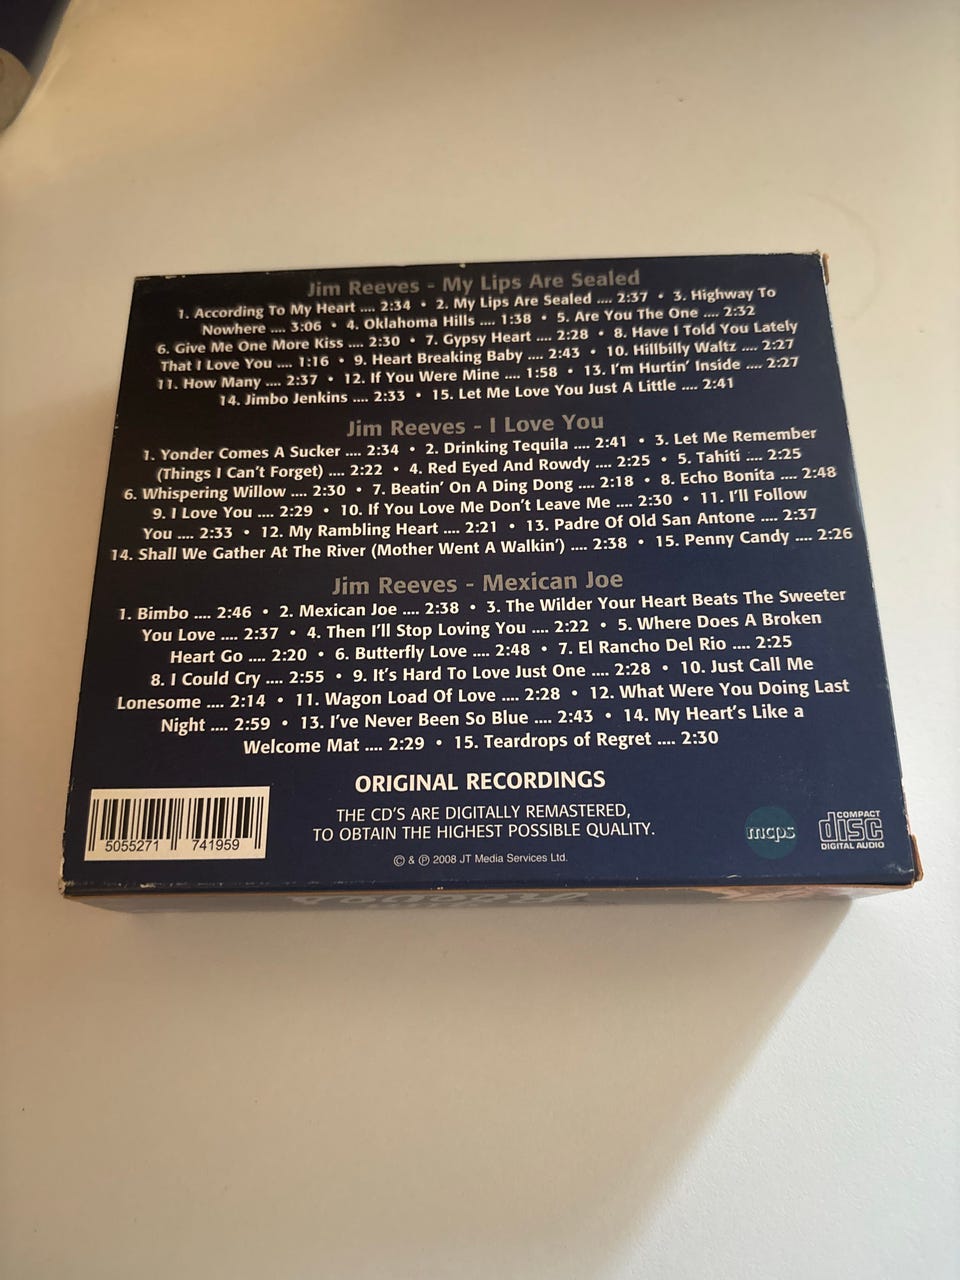 Jim Reeves - My Lips Are Sealed
1. According To My Heart .... 2:34 • 2. My Lips Are Sealed .... 2:37 • 3. Highway To
Nowhere .... 3:06 • 4. Oklahoma Hills .... 1:38 • 5. Are You The One .... 2:32
6. Give Me One More Kiss .... 2:30 • 7. Gypsy Heart .... 2:28 • 8. Have I Told You Lately
That I Love You .... 1:16 • 9. Heart Breaking Baby .... 2:43 • 10. Hillbilly Waltz .... 2:27
11. How Many .... 2:37 • 12. If You Were Mine .... 1:58 • 13. I'm Hurtin' Inside .... 2:27
14. Jimbo Jenkins .... 2:33 • 15. Let Me Love You Just A Little .... 2:41
Jim Reeves - I Love You
1. Yonder Comes A Sucker .... 2:34 • 2. Drinking Tequila .... 2:41 • 3. Let Me Remember
(Things I Can't Forget) .... 2:22 • 4. Red Eyed And Rowdy .... 2:25 • 5. Tahiti .... 2:25
6. Whispering Willow .... 2:30 • 7. Beatin' On A Ding Dong .... 2:18 • 8. Echo Bonita .... 2:48
9. I Love You .... 2:29 • 10. If You Love Me Don't Leave Me .... 2:30 • 11. I'll Follow
You .... 2:33 • 12. My Rambling Heart .... 2:21 • 13. Padre Of Old San Antone .... 2:37
14. Shall We Gather At The River (Mother Went A Walkin') .... 2:38 • 15. Penny Candy .... 2:26
Jim Reeves - Mexican Joe
1. Bimbo .... 2:46 • 2. Mexican Joe .... 2:38 • 3. The Wilder Your Heart Beats The Sweeter
You Love .... 2:37 • 4. Then I'll Stop Loving You .... 2:22 • 5. Where Does A Broken
Heart Go .... 2:20 • 6. Butterfly Love .... 2:48 • 7. El Rancho Del Rio .... 2:25
8. I Could Cry .... 2:55 • 9. It's Hard To Love Just One .... 2:28 • 10. Just Call Me
Lonesome .... 2:14 • 11. Wagon Load Of Love .... 2:28 • 12. What Were You Doing Last
Night .... 2:59 • 13. I've Never Been So Blue .... 2:43 • 14. My Heart's Like a
Welcome Mat .... 2:29 • 15. Teardrops of Regret .... 2:30
ORIGINAL RECORDINGS
THE CD'S ARE DIGITALLY REMASTERED,
TO OBTAIN THE HIGHEST POSSIBLE QUALITY.
© & ℗ 2008 JT Media Services Ltd.
5055271 741959
mcps
COMPACT
disc
DIGITAL AUDIO